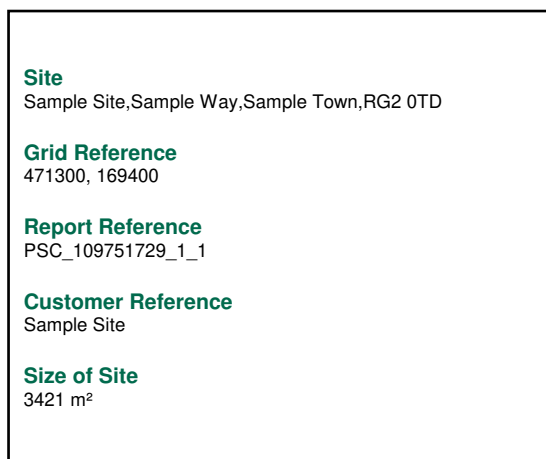 Site
Sample Site,Sample Way,Sample Town,RG2 0TD
Grid Reference
471300, 169400
Report Reference
PSC_109751729_1_1
Customer Reference
Sample Site
Size of Site
3421 m²